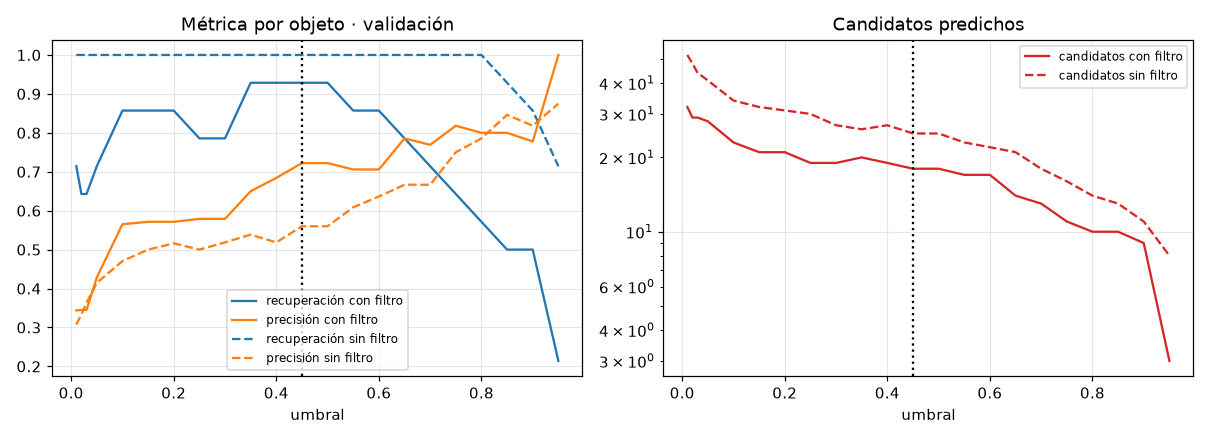 Métrica por objeto · validación
1.0
0.9
0.8
0.7
0.6
0.5
0.4
0.3
0.2
0.0
0.2
0.4
0.6
0.8
umbral
recuperación con filtro
precisión con filtro
recuperación sin filtro
precisión sin filtro
Candidatos predichos
4 × 10¹
3 × 10¹
2 × 10¹
10¹
6 × 10⁰
4 × 10⁰
3 × 10⁰
0.0
0.2
0.4
0.6
0.8
umbral
candidatos con filtro
candidatos sin filtro